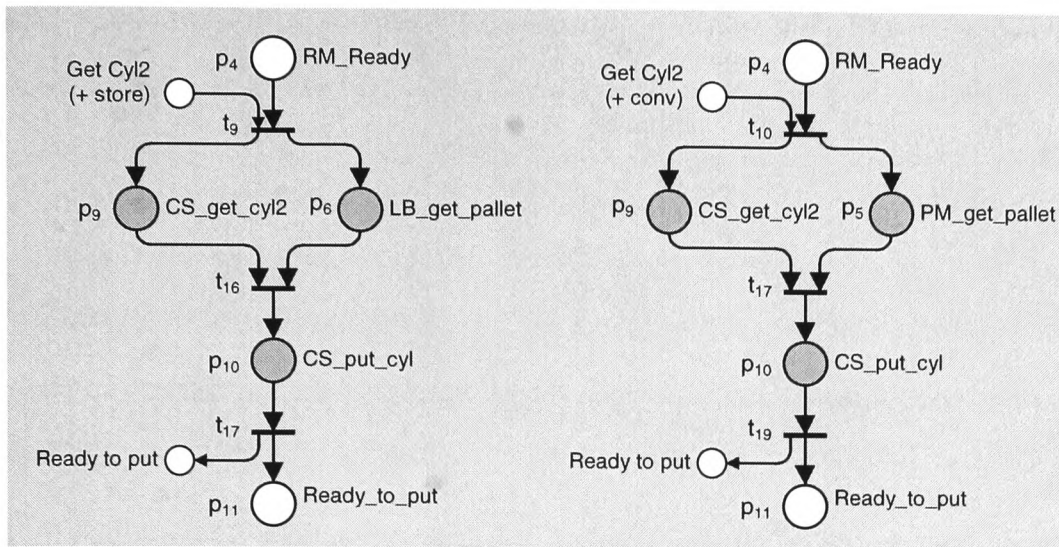 p4 RM_Ready
Get Cyl2
(+ store)
t9
p9 CS_get_cyl2
p6 LB_get_pallet
t16
p10 CS_put_cyl
t17
Ready to put
p11 Ready_to_put
p4 RM_Ready
Get Cyl2
(+ conv)
t10
p9 CS_get_cyl2
p5 PM_get_pallet
t17
p10 CS_put_cyl
t19
Ready to put
p11 Ready_to_put